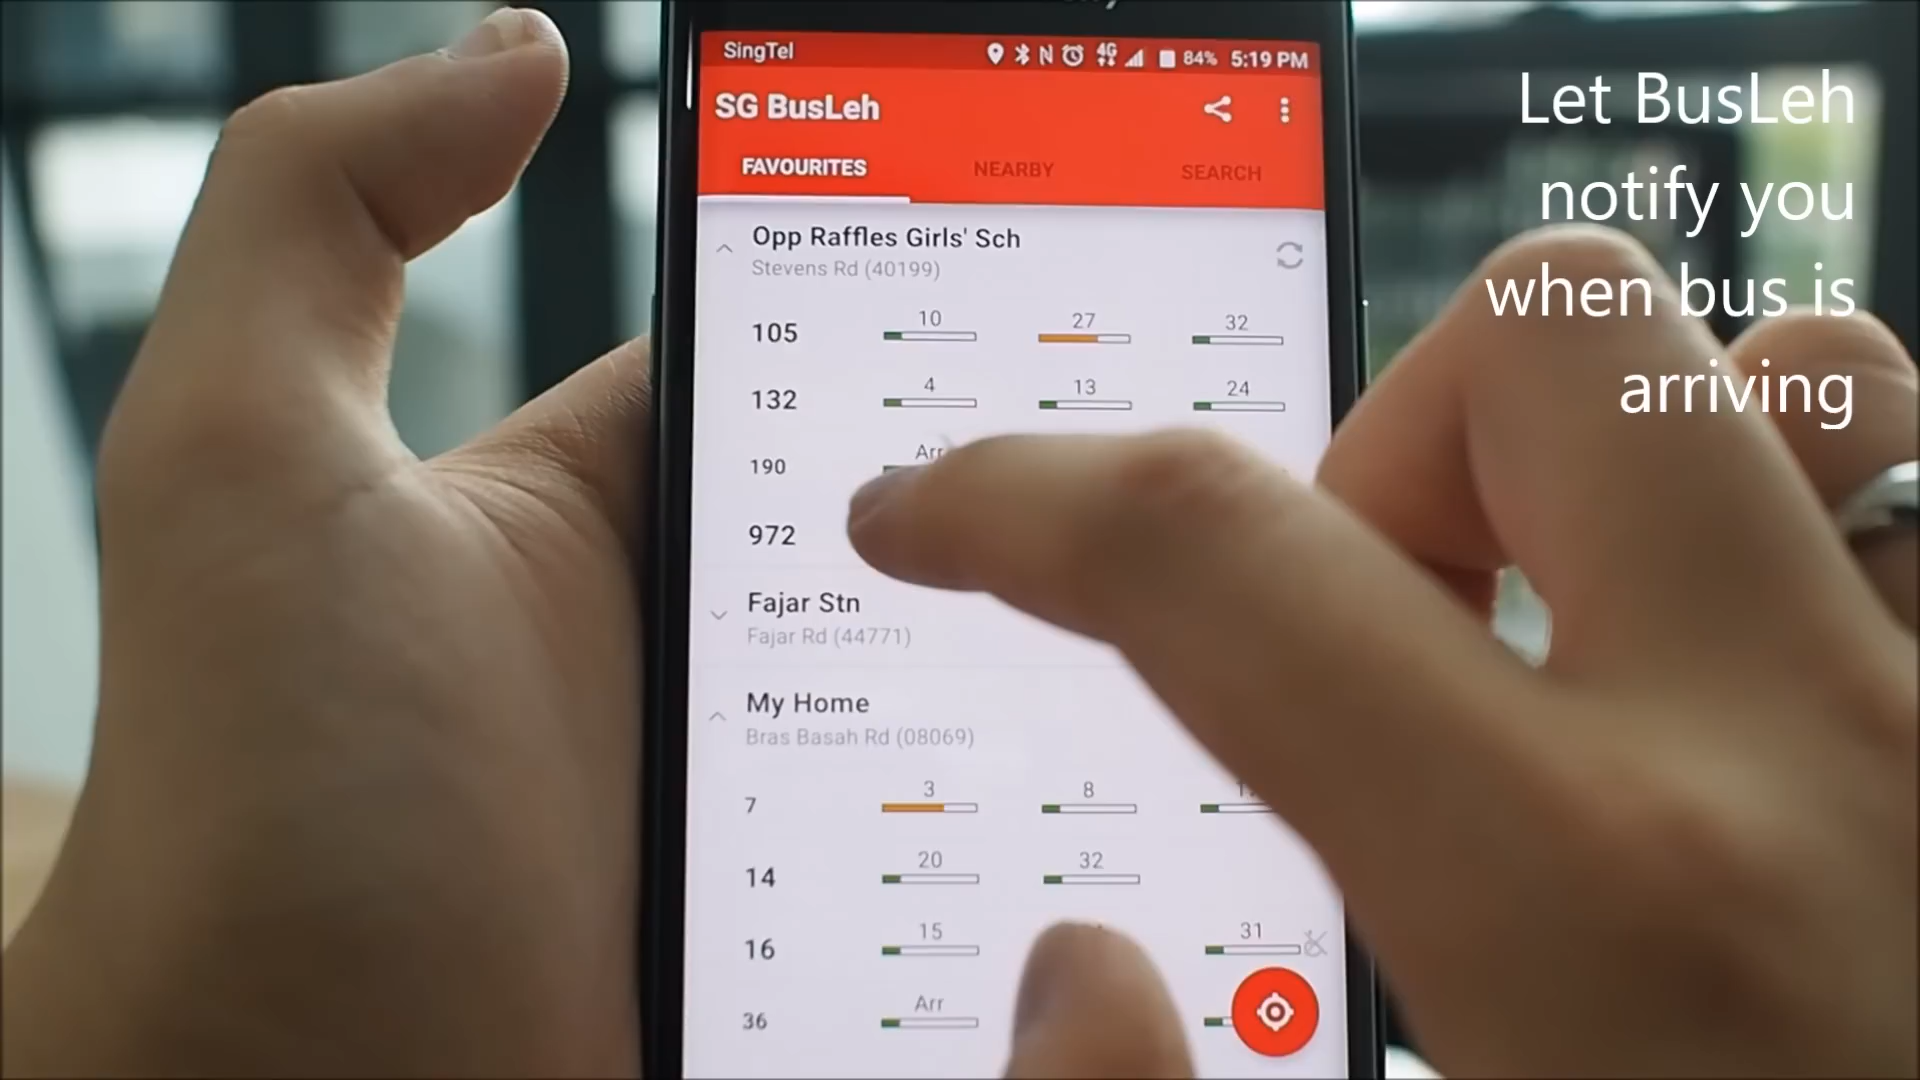 SingTel 4G 84% 5:19 PM
SG BusLeh
FAVOURITES NEARBY SEARCH
Let BusLeh
notify you
when bus is
arriving
Opp Raffles Girls' Sch
Stevens Rd (40199)
105 10 27 32
132 4 13 24
190 Arr
972
Fajar Stn
Fajar Rd (44771)
My Home
Bras Basah Rd (08069)
7 3 8
14 20 32
16 15 31
36 Arr